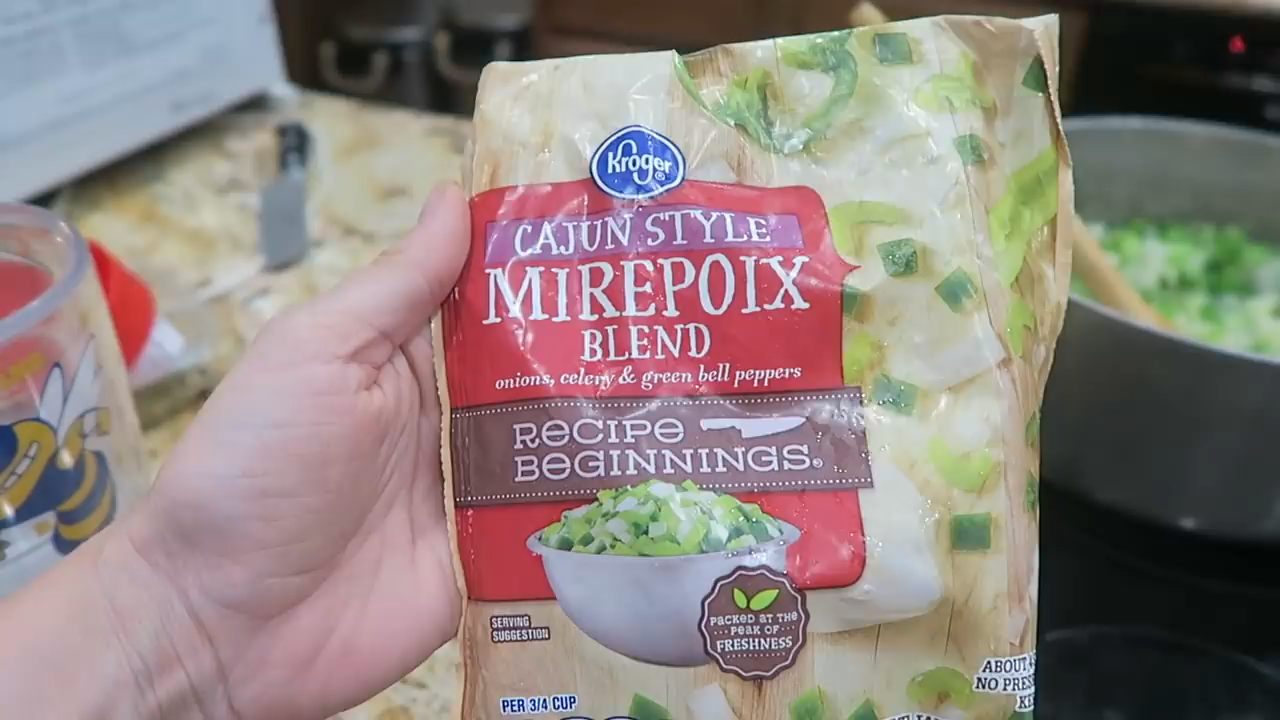 Kroger
CAJUN STYLE
MIREPOIX
BLEND
onions, celery & green bell peppers
RECIPE
BEGINNINGS
PACKED AT THE
PEAK OF
FRESHNESS
SERVING
SUGGESTION
PER 3/4 CUP
ABOUT
NO